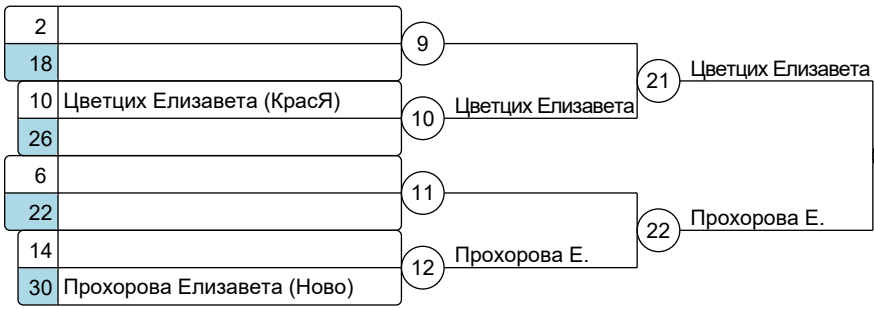 2
18
9
10 Цветцих Елизавета (КрасЯ)
26
10
Цветцих Елизавета
21
Цветцих Елизавета
6
22
11
14
30 Прохорова Елизавета (Ново)
12
Прохорова Е.
22
Прохорова Е.